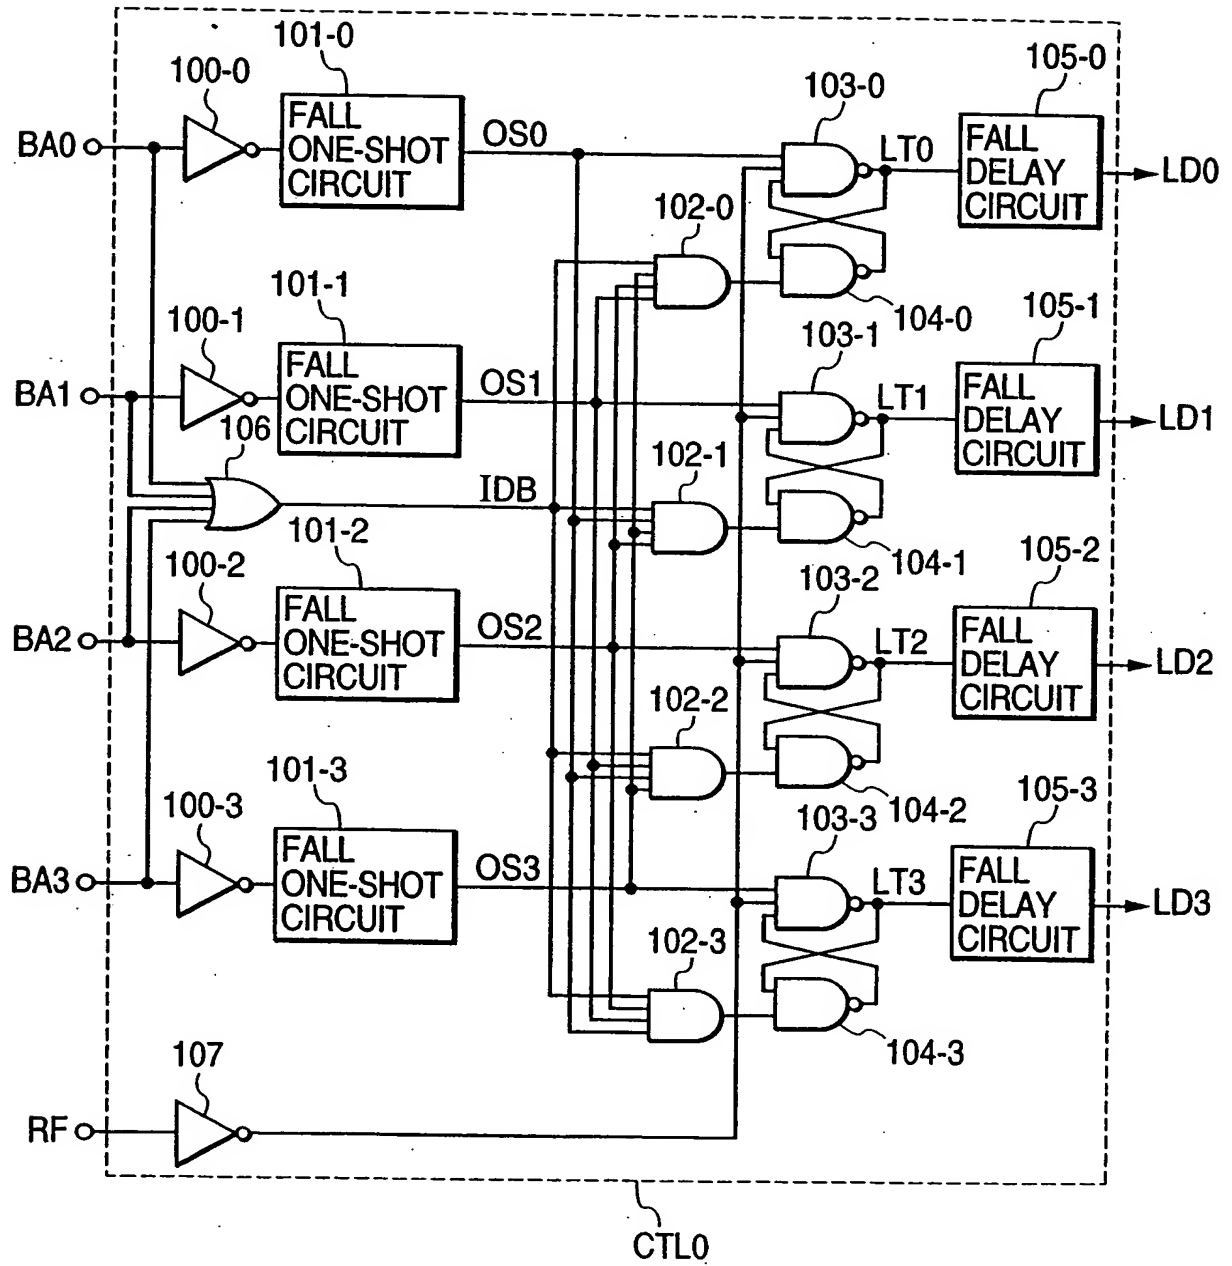 101-0
105-0
100-0
103-0
FALL
ONE-SHOT
CIRCUIT
OS0
FALL
DELAY
CIRCUIT
BA0
LT0
LD0
102-0
101-1
105-1
100-1
104-0
103-1
FALL
ONE-SHOT
CIRCUIT
OS1
FALL
DELAY
CIRCUIT
BA1
LT1
LD1
106
102-1
IDB
101-2
105-2
100-2
104-1
103-2
FALL
ONE-SHOT
CIRCUIT
OS2
FALL
DELAY
CIRCUIT
BA2
LT2
LD2
102-2
101-3
105-3
100-3
104-2
103-3
FALL
ONE-SHOT
CIRCUIT
OS3
FALL
DELAY
CIRCUIT
BA3
LT3
LD3
102-3
104-3
107
RF
CTL0